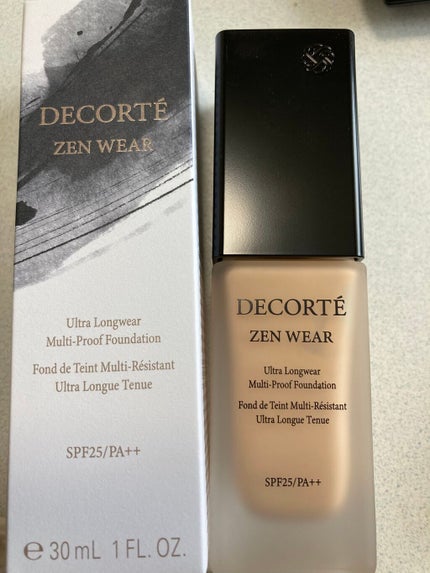 DECORTÉ
ZEN WEAR
Ultra Longwear
Multi-Proof Foundation
Fond de Teint Multi-Résistant
Ultra Longue Tenue
SPF25/PA++
℮ 30mL 1 FL. OZ.
DECORTÉ
ZEN WEAR
Ultra Longwear
Multi-Proof Foundation
Fond de Teint Multi-Résistant
Ultra Longue Tenue
SPF25/PA++